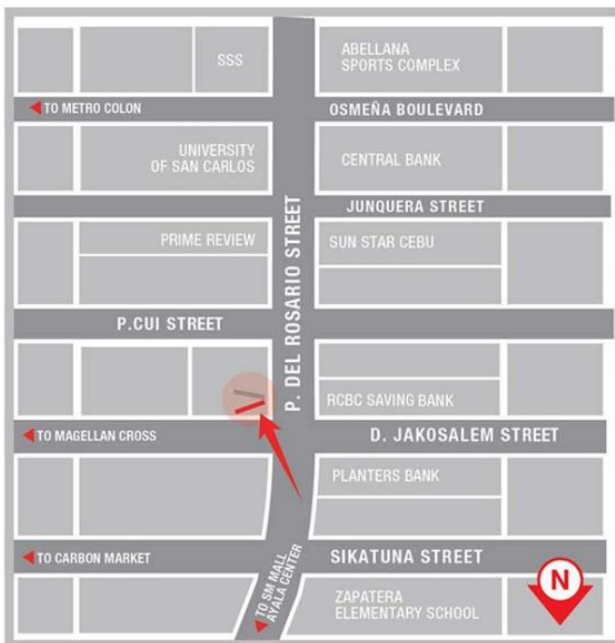 SSS
ABELLANA
SPORTS COMPLEX
TO METRO COLON
OSMEÑA BOULEVARD
UNIVERSITY
OF SAN CARLOS
CENTRAL BANK
JUNQUERA STREET
PRIME REVIEW
SUN STAR CEBU
P. DEL ROSARIO STREET
P.CUI STREET
RCBC SAVING BANK
TO MAGELLAN CROSS
D. JAKOSALEM STREET
PLANTERS BANK
TO CARBON MARKET
SIKATUNA STREET
TO SM MALL
AYALA CENTER
ZAPATERA
ELEMENTARY SCHOOL
N